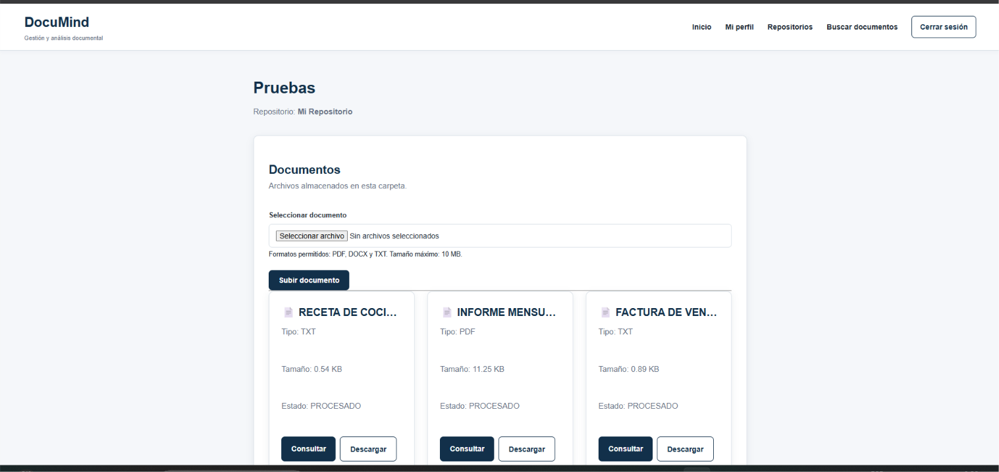 DocuMind
Gestión y análisis documental
Inicio Mi perfil Repositorios Buscar documentos Cerrar sesión
Pruebas
Repositorio: Mi Repositorio
Documentos
Archivos almacenados en esta carpeta.
Seleccionar documento
Seleccionar archivo Sin archivos seleccionados
Formatos permitidos: PDF, DOCX y TXT. Tamaño máximo: 10 MB.
Subir documento
RECETA DE COCI...
Tipo: TXT
Tamaño: 0.54 KB
Estado: PROCESADO
Consultar Descargar
INFORME MENSU...
Tipo: PDF
Tamaño: 11.25 KB
Estado: PROCESADO
Consultar Descargar
FACTURA DE VEN...
Tipo: TXT
Tamaño: 0.89 KB
Estado: PROCESADO
Consultar Descargar